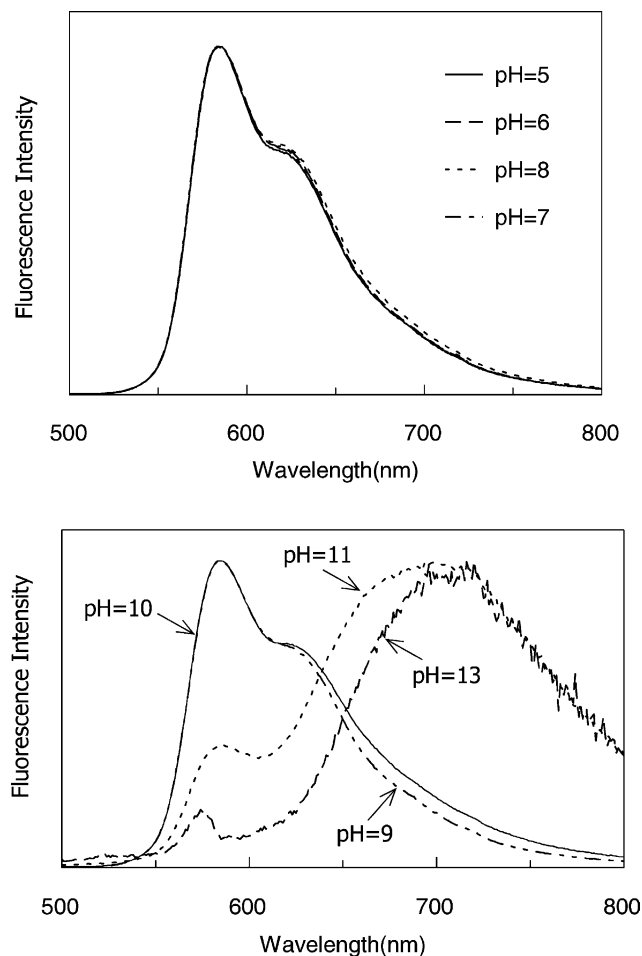 Fluorescence Intensity
pH=5
pH=6
pH=8
pH=7
500 600 700 800
Wavelength(nm)
Fluorescence Intensity
pH=11
pH=10
pH=13
pH=9
500 600 700 800
Wavelength(nm)